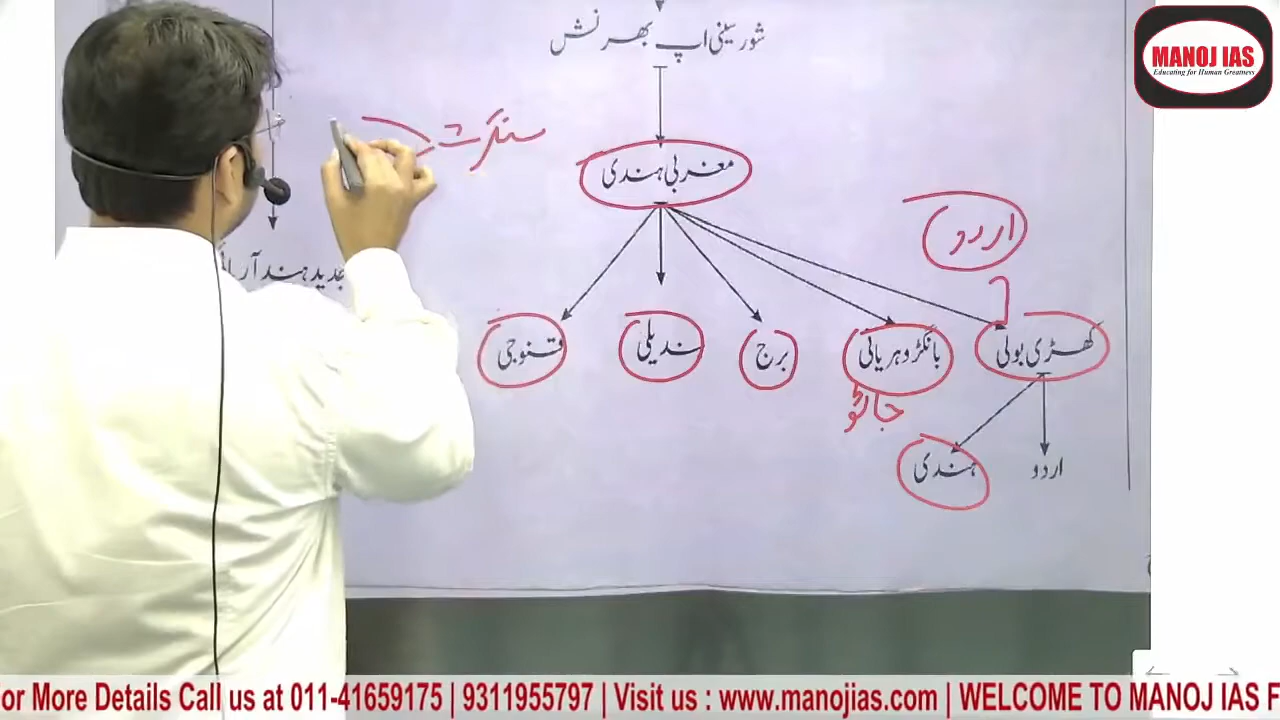 شورسینی اپ بھرنش
MANOJ IAS
Educating for Human Greatness
سنسکرت
مغربی ہندی
اردو
جدید ہند آریائی
کھڑی بولی
بانگڑو ہریانی
برج
بندیلی
قنوجی
جاٹو
ہندی
اردو
or More Details Call us at 011-41659175 | 9311955797 | Visit us : www.manojias.com | WELCOME TO MANOJ IAS F